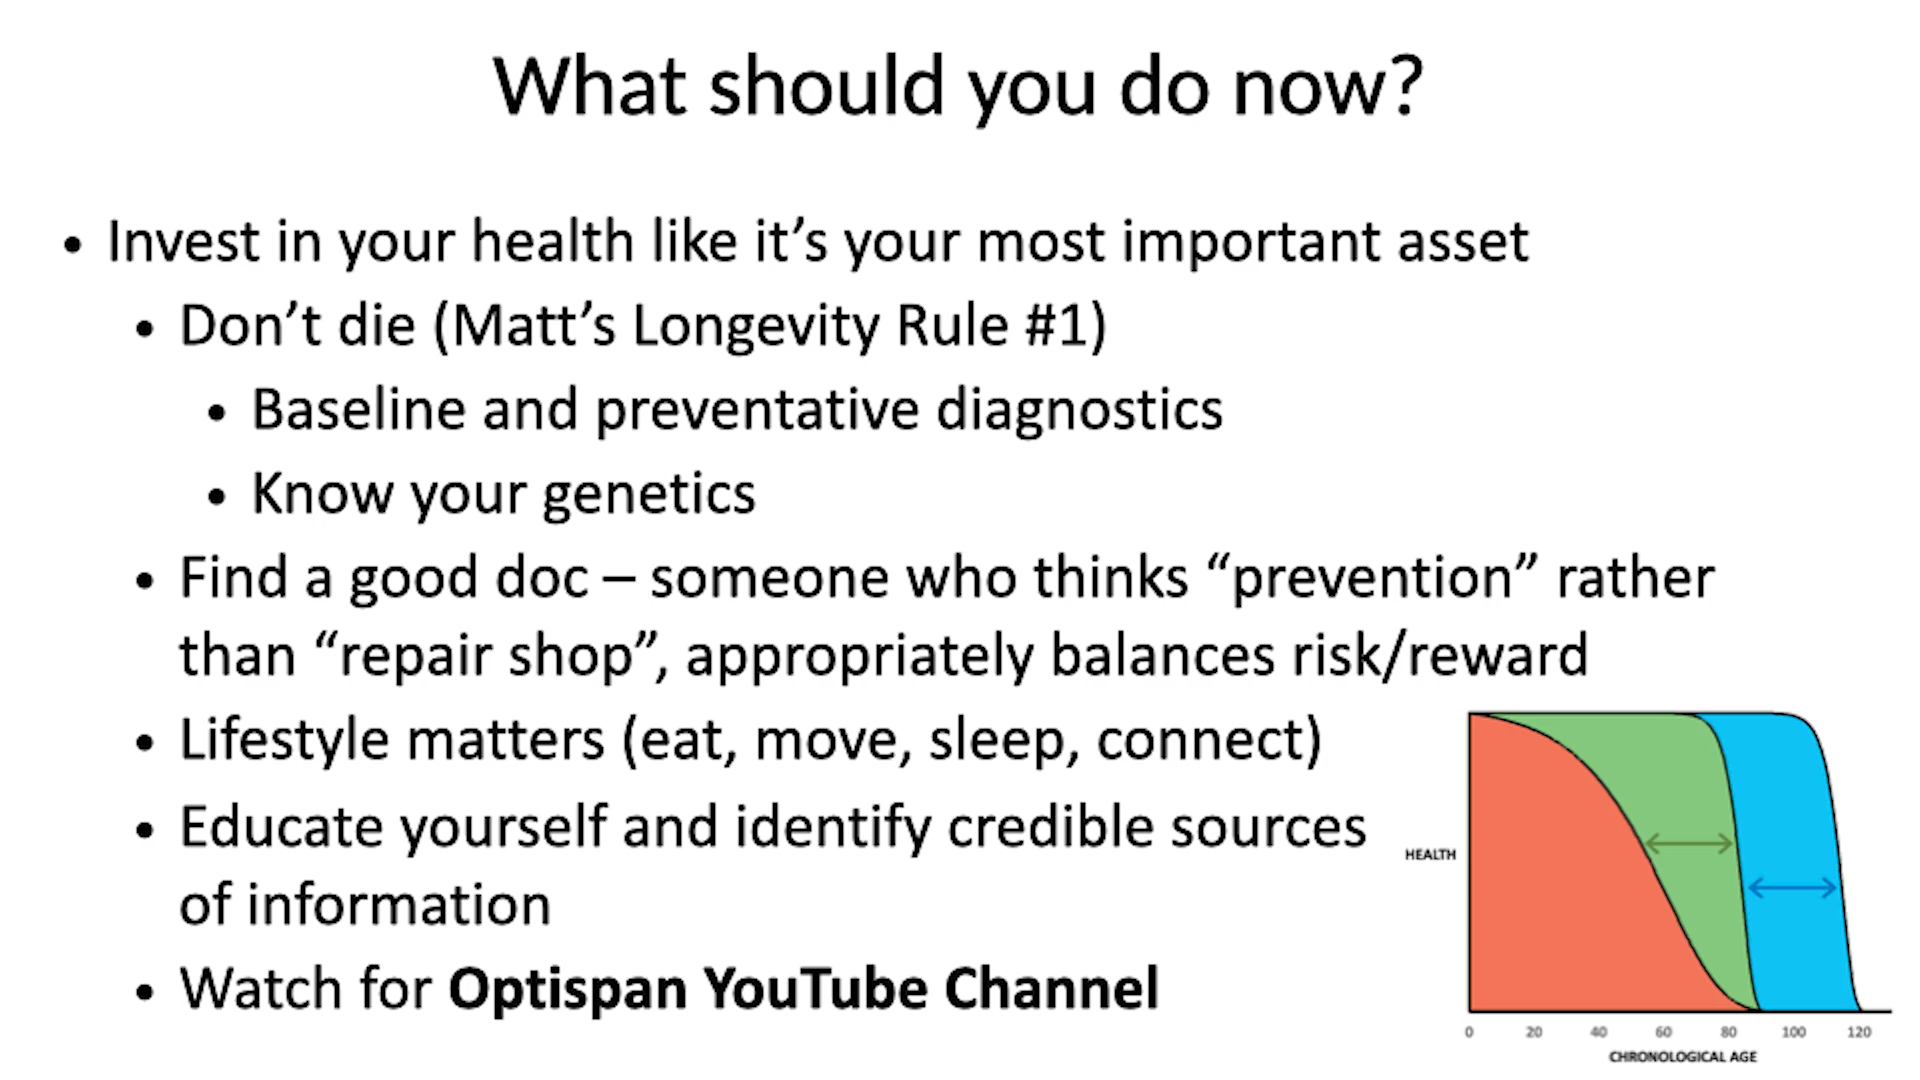 What should you do now?
• Invest in your health like it’s your most important asset
• Don’t die (Matt’s Longevity Rule #1)
• Baseline and preventative diagnostics
• Know your genetics
• Find a good doc – someone who thinks “prevention” rather
than “repair shop”, appropriately balances risk/reward
• Lifestyle matters (eat, move, sleep, connect)
• Educate yourself and identify credible sources
of information
• Watch for Optispan YouTube Channel
HEALTH
0 20 40 60 80 100 120
CHRONOLOGICAL AGE